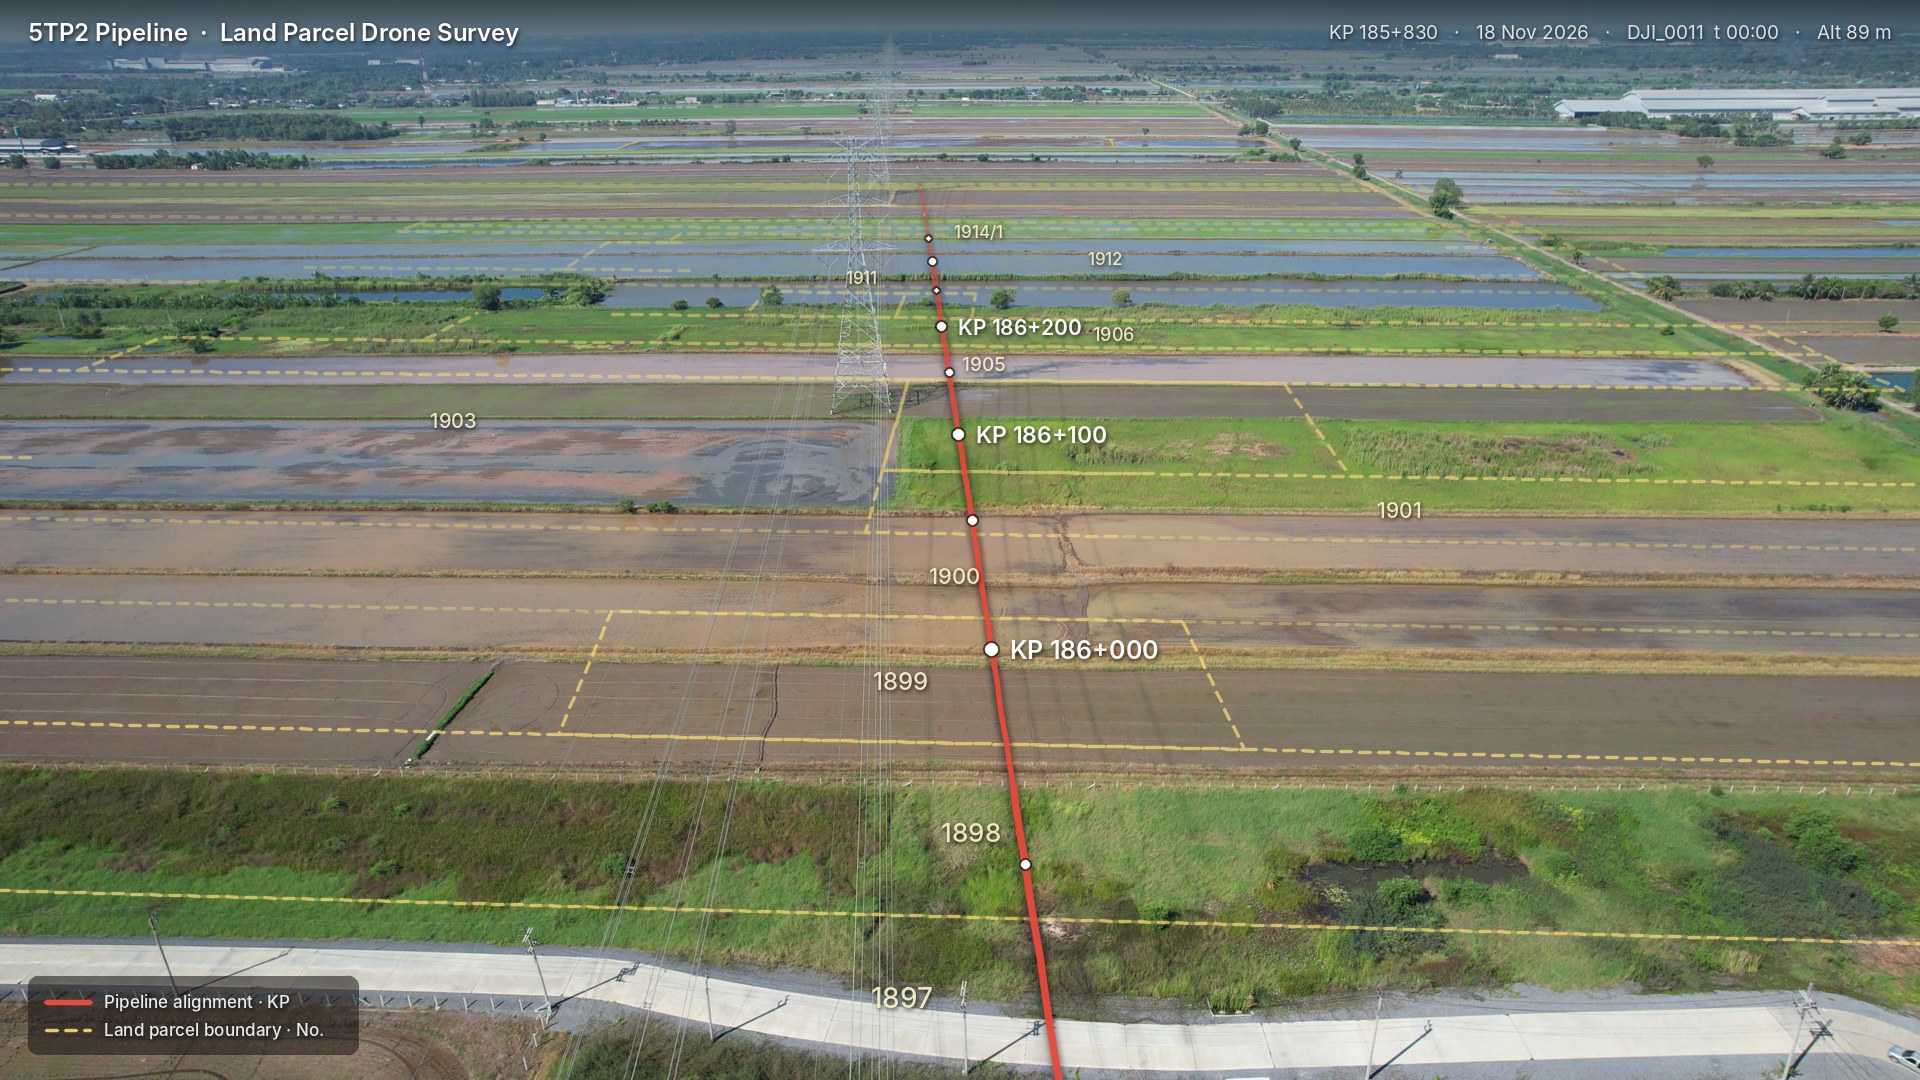 5TP2 Pipeline · Land Parcel Drone Survey
KP 185+830 · 18 Nov 2026 · DJI_0011 t 00:00 · Alt 89 m
1914/1
1912
1911
KP 186+200
1906
1905
1903
KP 186+100
1901
1900
KP 186+000
1899
1898
1897
Pipeline alignment · KP
Land parcel boundary · No.